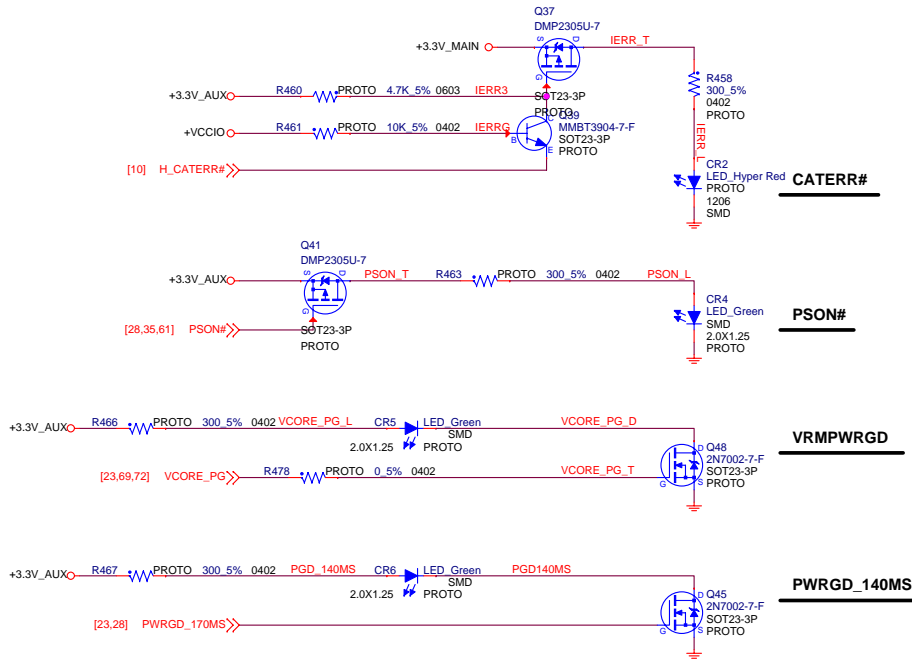 Q37
DMP2305U-7
+3.3V_MAIN
S
D
G
IERR_T
SOT23-3P
PROTO
R458
300_5%
0402
PROTO
IERR_L
+3.3V_AUX
R460
PROTO
4.7K_5%
0603
IERR3
+VCCIO
R461
PROTO
10K_5%
0402
IERRG
B
C
E
Q39
MMBT3904-7-F
SOT23-3P
PROTO
[10] H_CATERR#
CR2
LED_Hyper Red
PROTO
1206
SMD
CATERR#
Q41
DMP2305U-7
+3.3V_AUX
S
D
G
PSON_T
R463
PROTO
300_5%
0402
PSON_L
[28,35,61] PSON#
SOT23-3P
PROTO
CR4
LED_Green
SMD
2.0X1.25
PROTO
PSON#
+3.3V_AUX
R466
PROTO
300_5%
0402
VCORE_PG_L
CR5
LED_Green
SMD
2.0X1.25
PROTO
VCORE_PG_D
[23,69,72] VCORE_PG
R478
PROTO
0_5%
0402
VCORE_PG_T
D
G
S
Q48
2N7002-7-F
SOT23-3P
PROTO
VRMPWRGD
+3.3V_AUX
R467
PROTO
300_5%
0402
PGD_140MS
CR6
LED_Green
SMD
2.0X1.25
PROTO
PGD140MS
[23,28] PWRGD_170MS
D
G
S
Q45
2N7002-7-F
SOT23-3P
PROTO
PWRGD_140MS